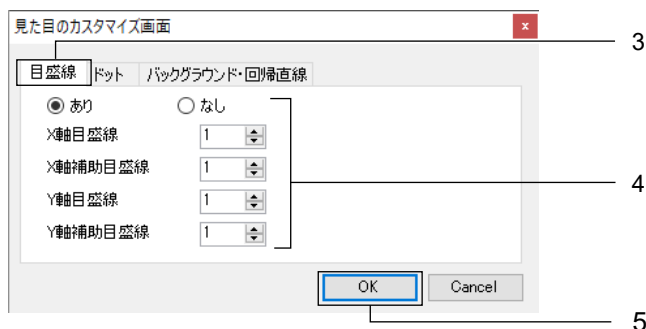 見た目のカスタマイズ画面 x
3
目盛線 ドット バックグラウンド・回帰直線
あり なし
X軸目盛線 1
X軸補助目盛線 1
4
Y軸目盛線 1
Y軸補助目盛線 1
OK Cancel
5